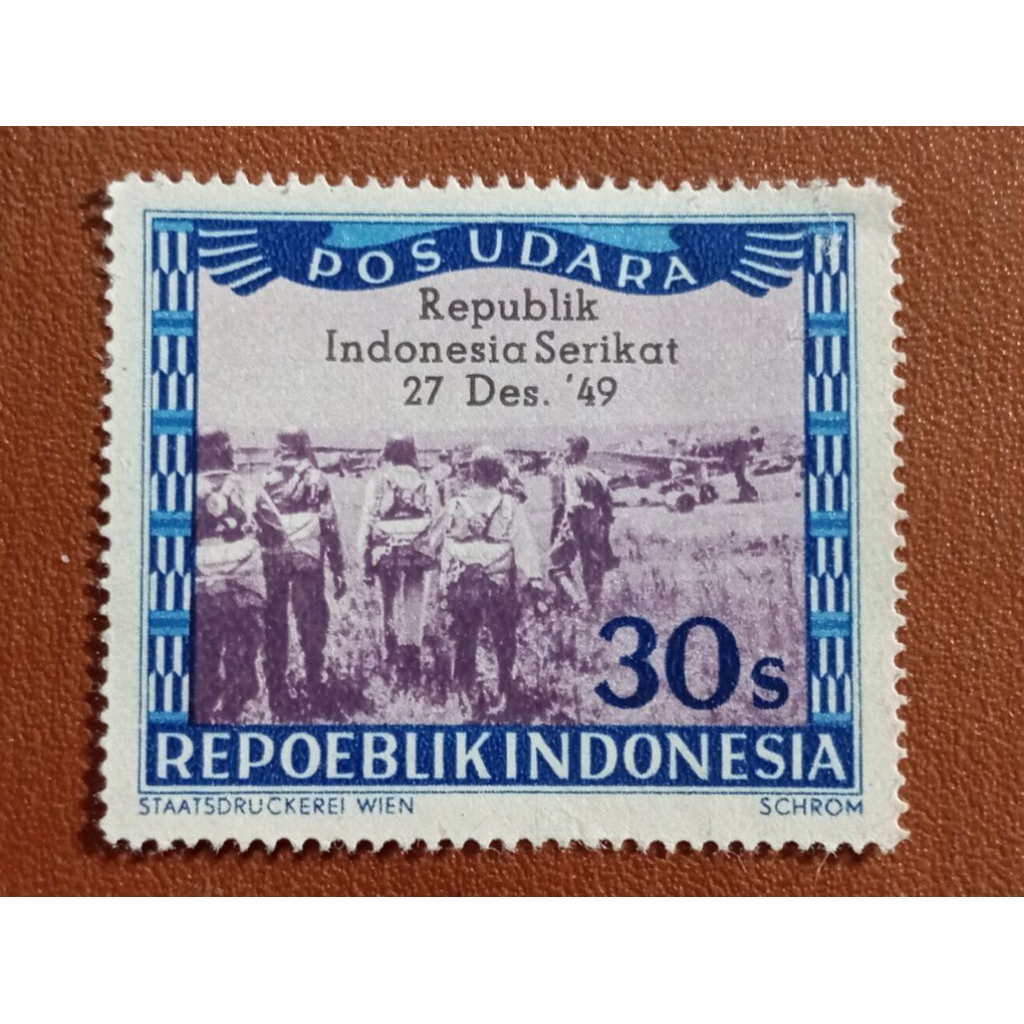 POS UDARA
Republik
Indonesia Serikat
27 Des. '49
30s
REPOEBLIK INDONESIA
STAATSDRUCKEREI WIEN SCHROM